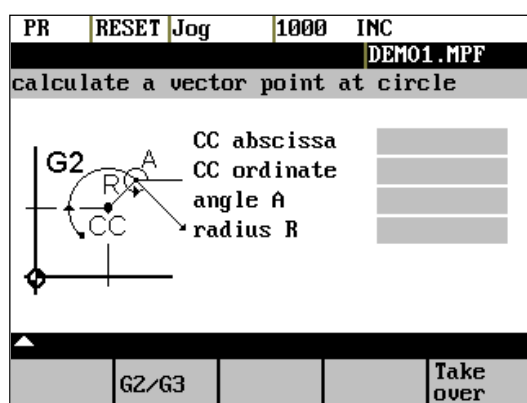 PR RESET Jog 1000 INC
DEMO1.MPF
calculate a vector point at circle
G2 A CC abscissa
R CC ordinate
CC angle A
radius R
G2/G3 Take over